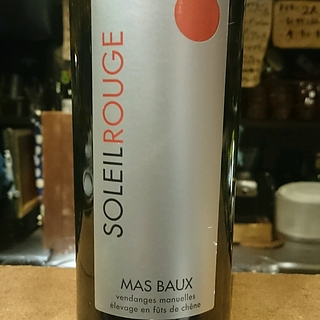 SOLEILROUGE
MAS BAUX
vendanges manuelles
élevage en fûts de chêne